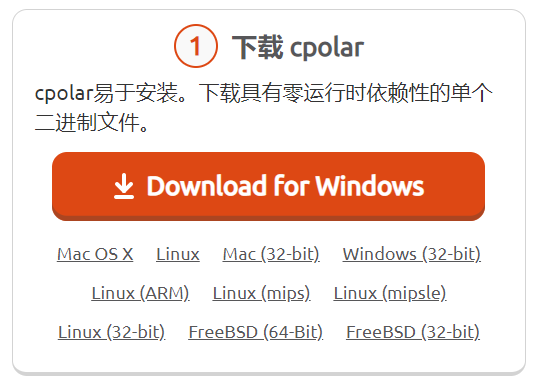 1 下载 cpolar
cpolar易于安装。下载具有零运行时依赖性的单个
二进制文件。
Download for Windows
Mac OS X Linux Mac (32-bit) Windows (32-bit)
Linux (ARM) Linux (mips) Linux (mipsle)
Linux (32-bit) FreeBSD (64-Bit) FreeBSD (32-bit)